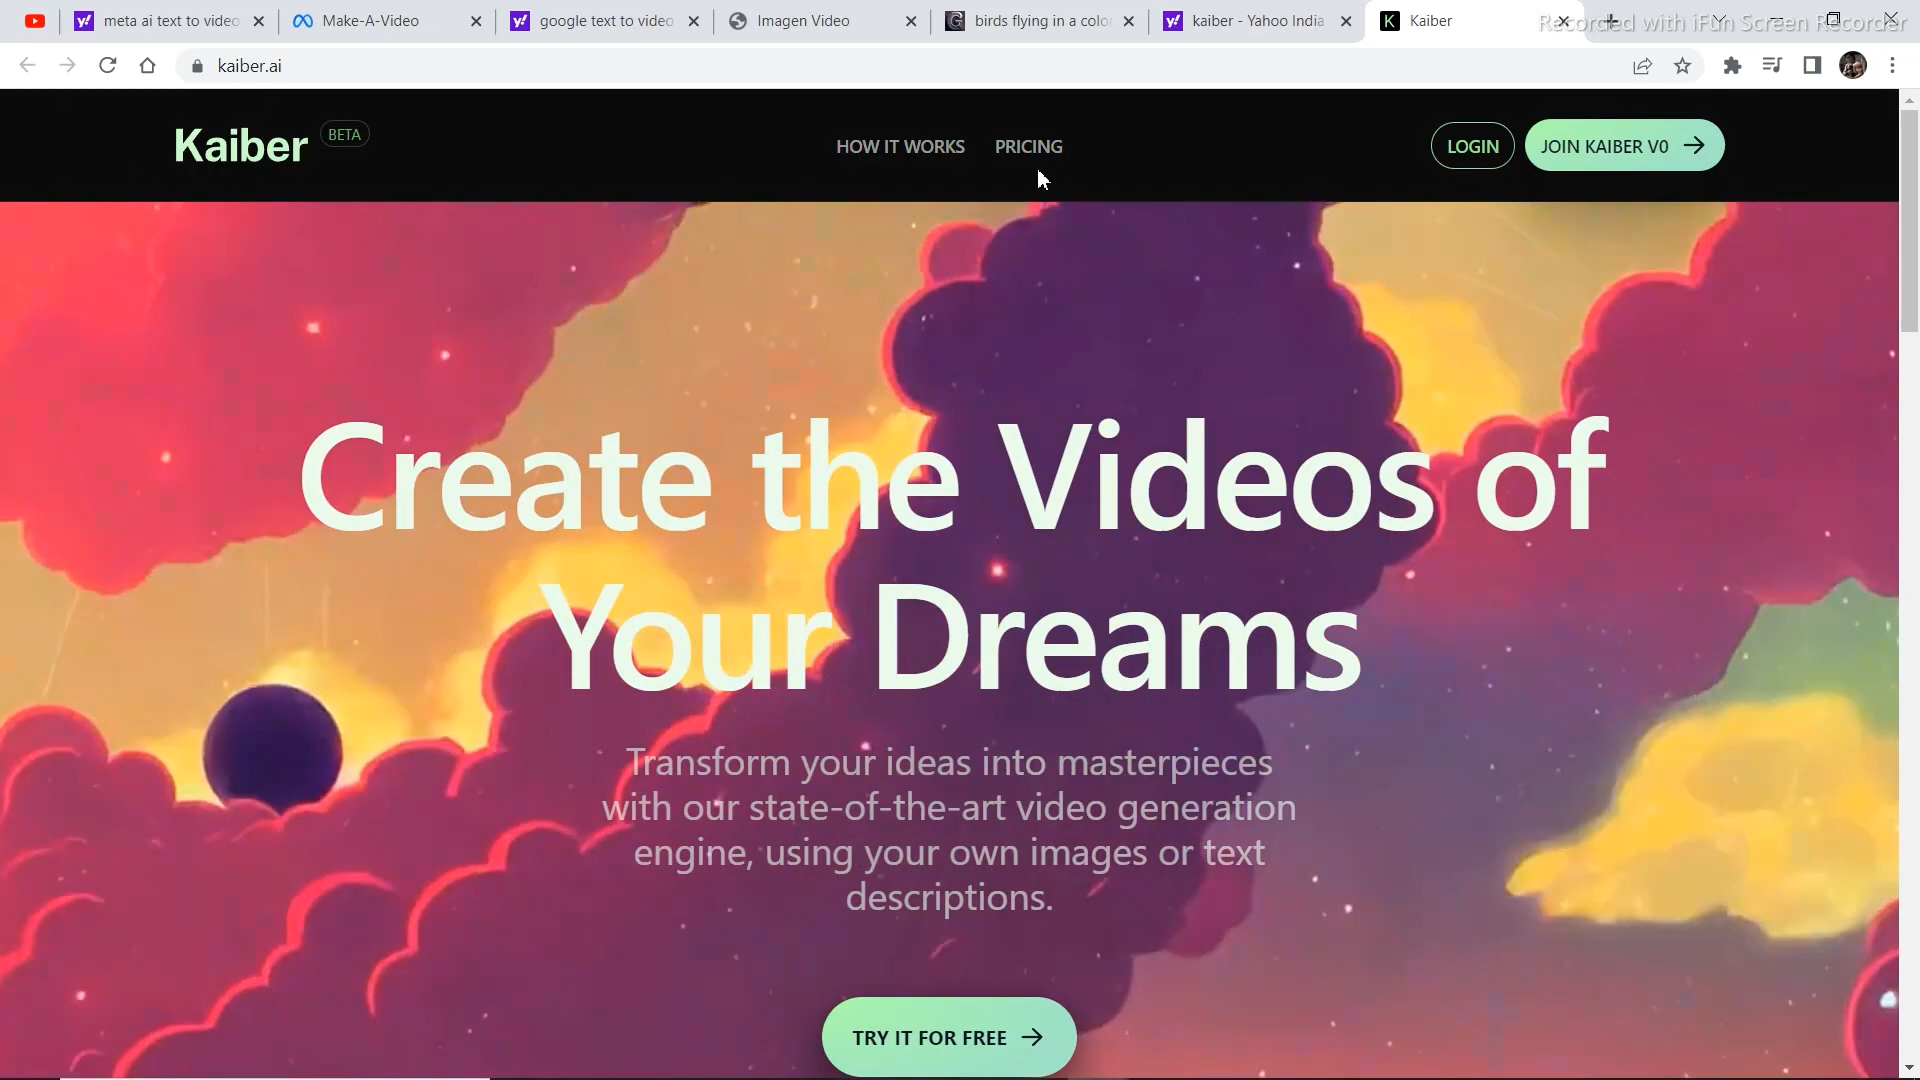 meta ai text to video
Make-A-Video
google text to video
Imagen Video
birds flying in a colo
kaiber - Yahoo India
Kaiber
Recorded with iFun Screen Recorder
kaiber.ai
Kaiber BETA
HOW IT WORKS
PRICING
LOGIN
JOIN KAIBER V0
Create the Videos of
Your Dreams
Transform your ideas into masterpieces
with our state-of-the-art video generation
engine, using your own images or text
descriptions.
TRY IT FOR FREE